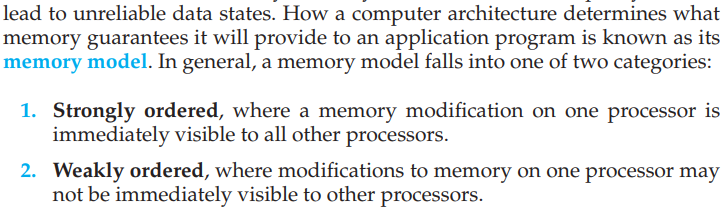 lead to unreliable data states. How a computer architecture determines what
memory guarantees it will provide to an application program is known as its
memory model. In general, a memory model falls into one of two categories:
1. Strongly ordered, where a memory modification on one processor is
immediately visible to all other processors.
2. Weakly ordered, where modifications to memory on one processor may
not be immediately visible to other processors.